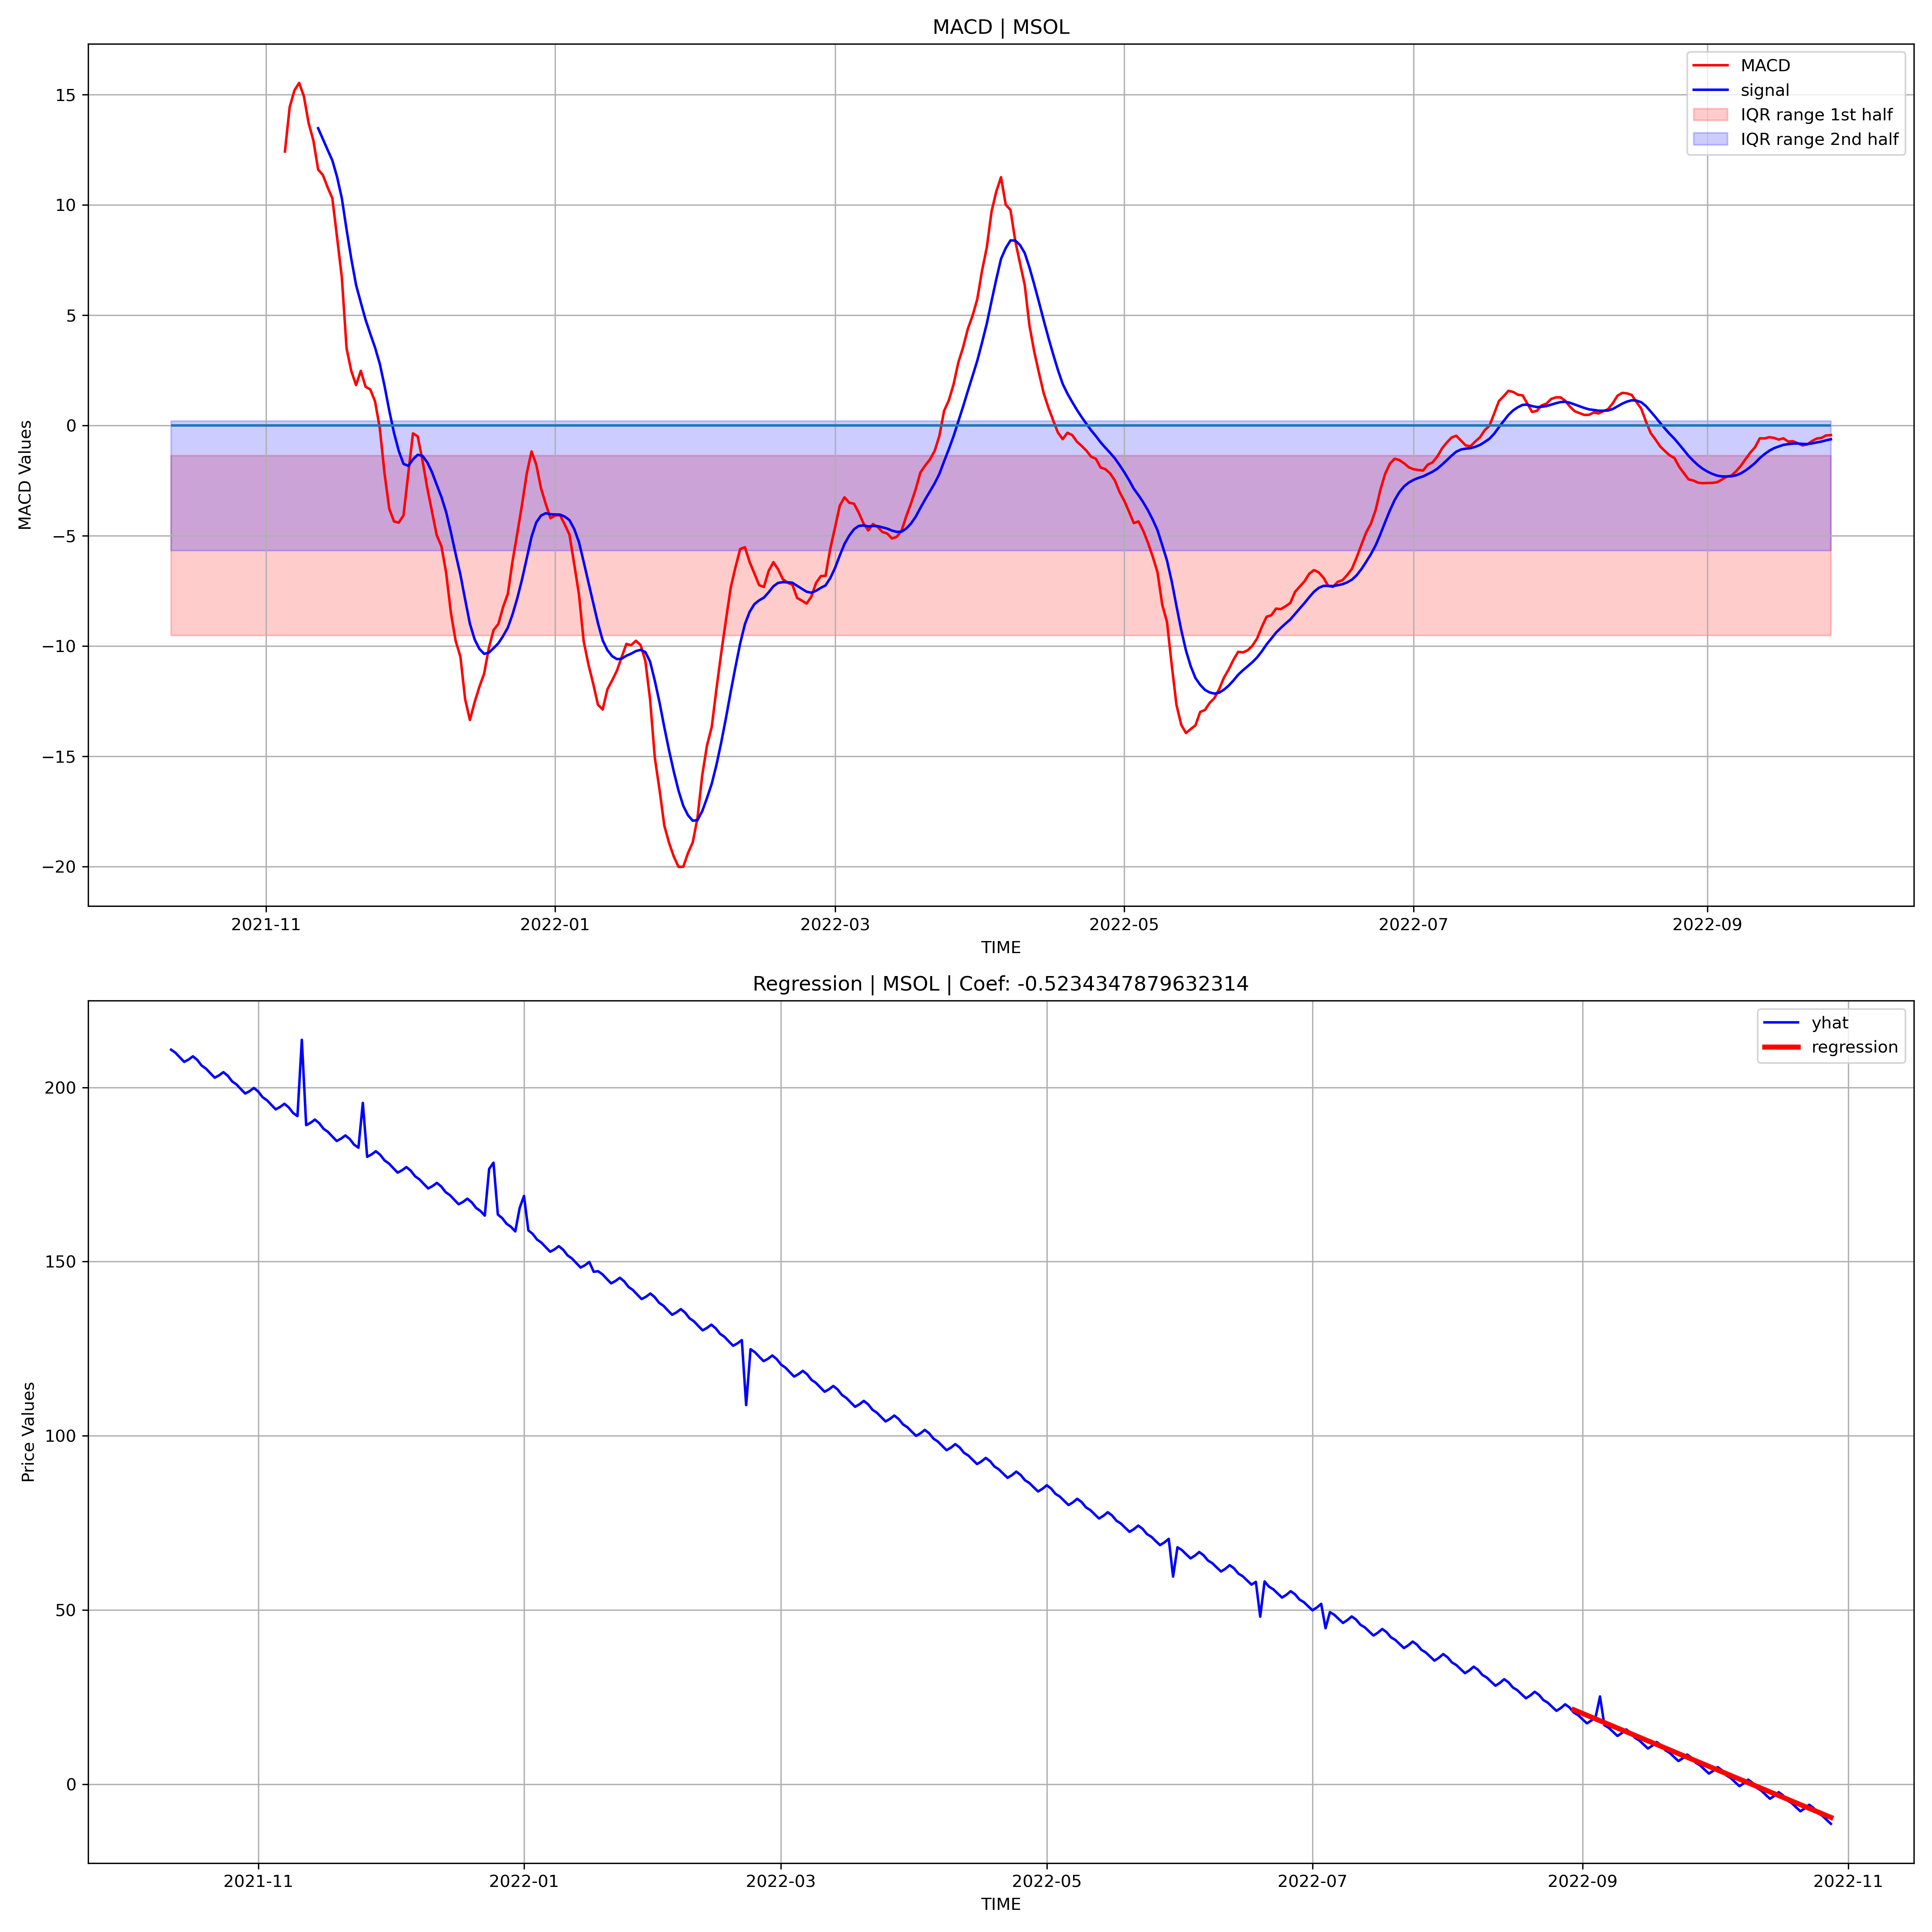 MACD | MSOL
MACD
signal
IQR range 1st half
IQR range 2nd half
15
10
5
0
−5
−10
−15
−20
MACD Values
2021-11 2022-01 2022-03 2022-05 2022-07 2022-09
TIME
Regression | MSOL | Coef: -0.5234347879632314
yhat
regression
200
150
100
50
0
Price Values
2021-11 2022-01 2022-03 2022-05 2022-07 2022-09 2022-11
TIME